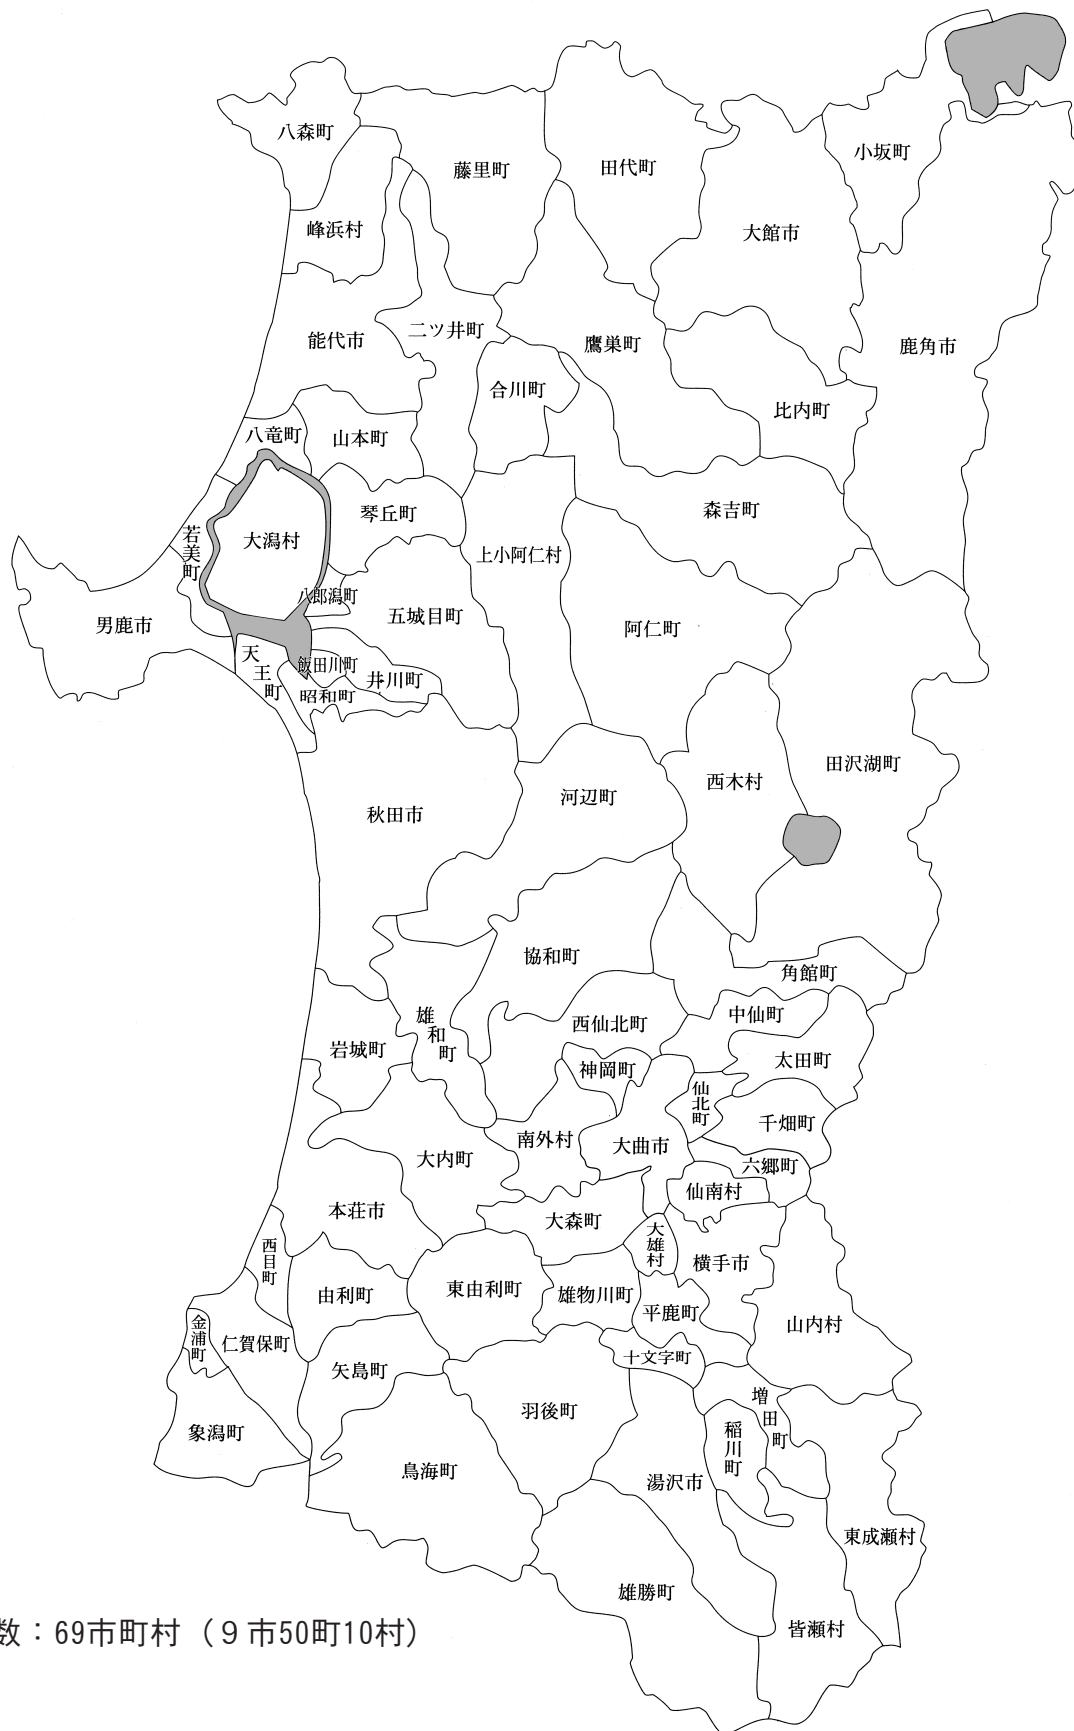 八森町
藤里町
田代町
小坂町
大館市
峰浜村
能代市
二ツ井町
鷹巣町
鹿角市
合川町
比内町
八竜町
山本町
琴丘町
森吉町
若美町
大潟村
上小阿仁村
八郎潟町
五城目町
阿仁町
男鹿市
天王町
飯田川町
井川町
昭和町
秋田市
河辺町
西木村
田沢湖町
協和町
角館町
雄和町
西仙北町
中仙町
岩城町
神岡町
太田町
仙北町
千畑町
南外村
大曲市
大内町
六郷町
仙南村
本荘市
大森町
大雄村
西目町
横手市
由利町
東由利町
雄物川町
平鹿町
山内村
金浦町
仁賀保町
矢島町
十文字町
増田町
羽後町
象潟町
稲川町
鳥海町
湯沢市
東成瀬村
雄勝町
皆瀬村
数：69市町村（９市50町10村）